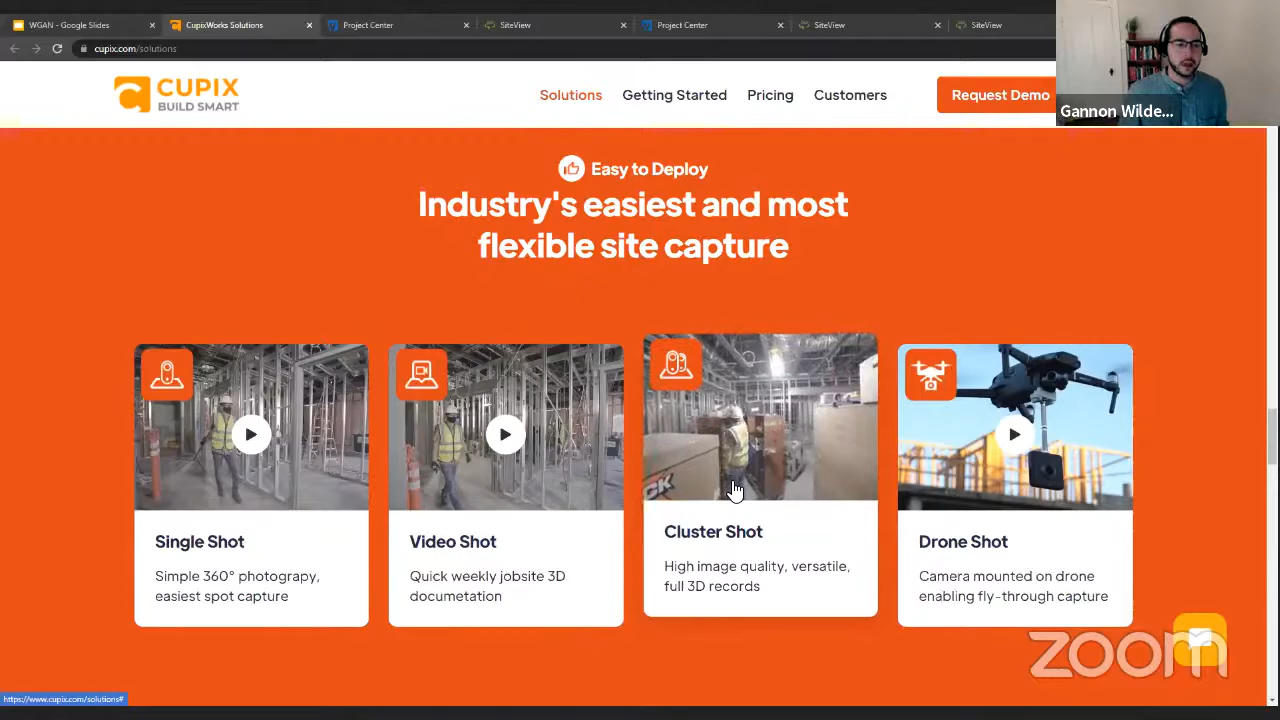 WGAN - Google Slides
CupixWorks Solutions
Project Center
SiteView
Project Center
SiteView
SiteView
cupix.com/solutions
CUPIX
BUILD SMART
Solutions
Getting Started
Pricing
Customers
Request Demo
Gannon Wilde...
Easy to Deploy
Industry's easiest and most
flexible site capture
CK
Single Shot
Simple 360° photograpy,
easiest spot capture
Video Shot
Quick weekly jobsite 3D
documetation
Cluster Shot
High image quality, versatile,
full 3D records
Drone Shot
Camera mounted on drone
enabling fly-through capture
zoom
https://www.cupix.com/solutions#